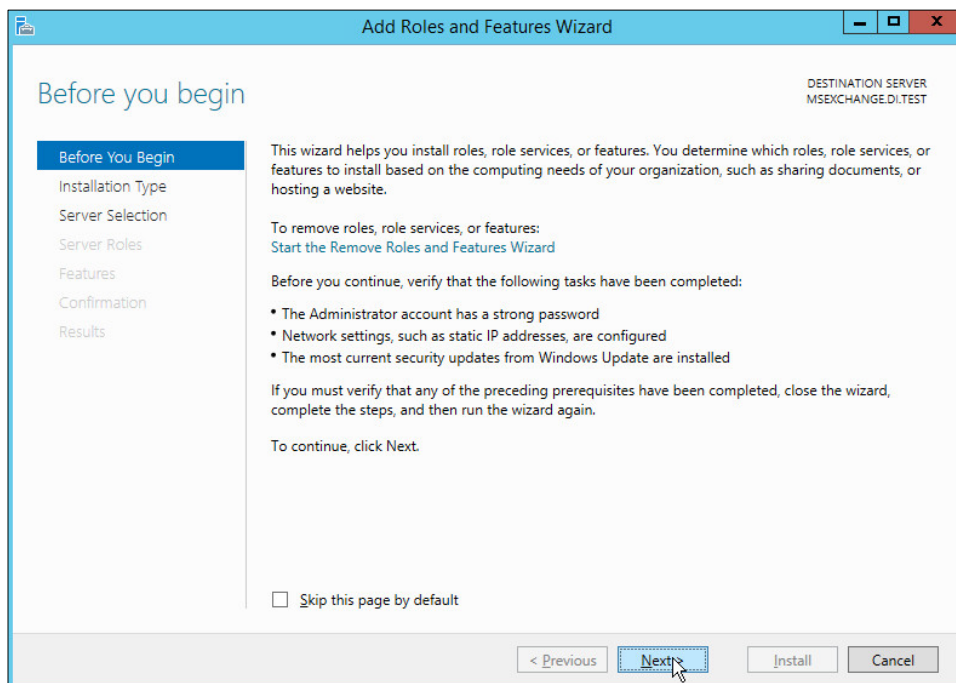 Add Roles and Features Wizard
Before you begin
DESTINATION SERVER
MSEXCHANGE.DI.TEST
Before You Begin
Installation Type
Server Selection
Server Roles
Features
Confirmation
Results
This wizard helps you install roles, role services, or features. You determine which roles, role services, or
features to install based on the computing needs of your organization, such as sharing documents, or
hosting a website.
To remove roles, role services, or features:
Start the Remove Roles and Features Wizard
Before you continue, verify that the following tasks have been completed:
• The Administrator account has a strong password
• Network settings, such as static IP addresses, are configured
• The most current security updates from Windows Update are installed
If you must verify that any of the preceding prerequisites have been completed, close the wizard,
complete the steps, and then run the wizard again.
To continue, click Next.
Skip this page by default
< Previous
Next >
Install
Cancel